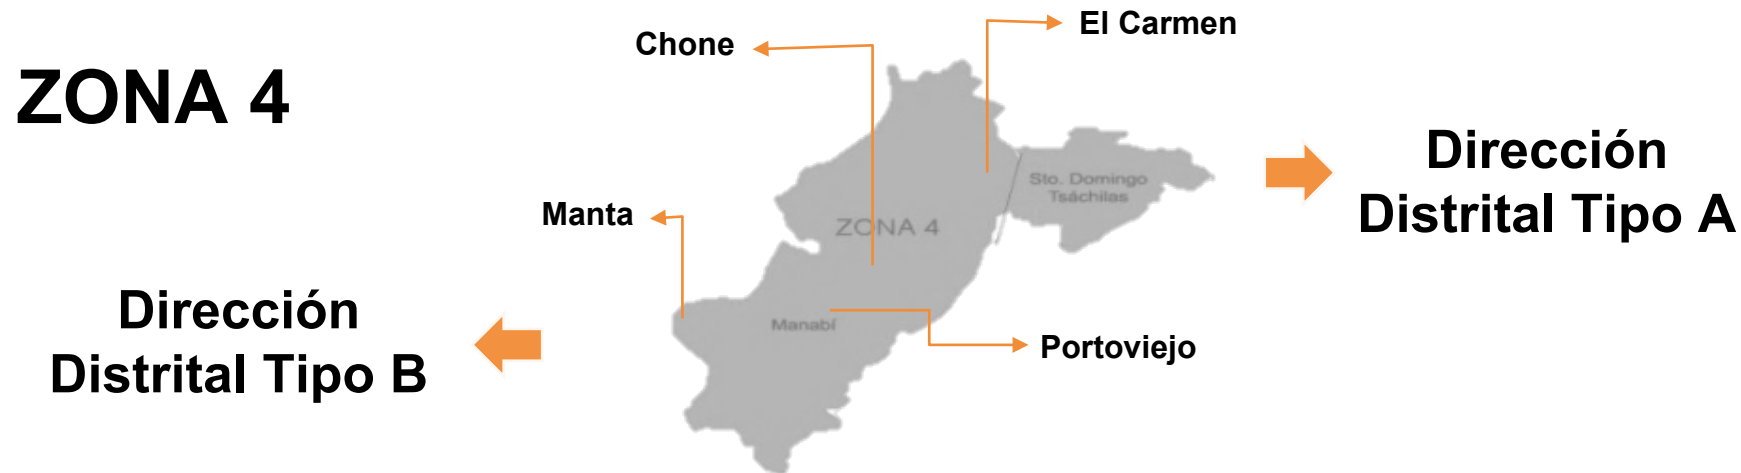 ZONA 4
Chone
El Carmen
Manta
Sto. Domingo
Tsáchilas
ZONA 4
Manabí
Portoviejo
Dirección
Distrital Tipo A
Dirección
Distrital Tipo B